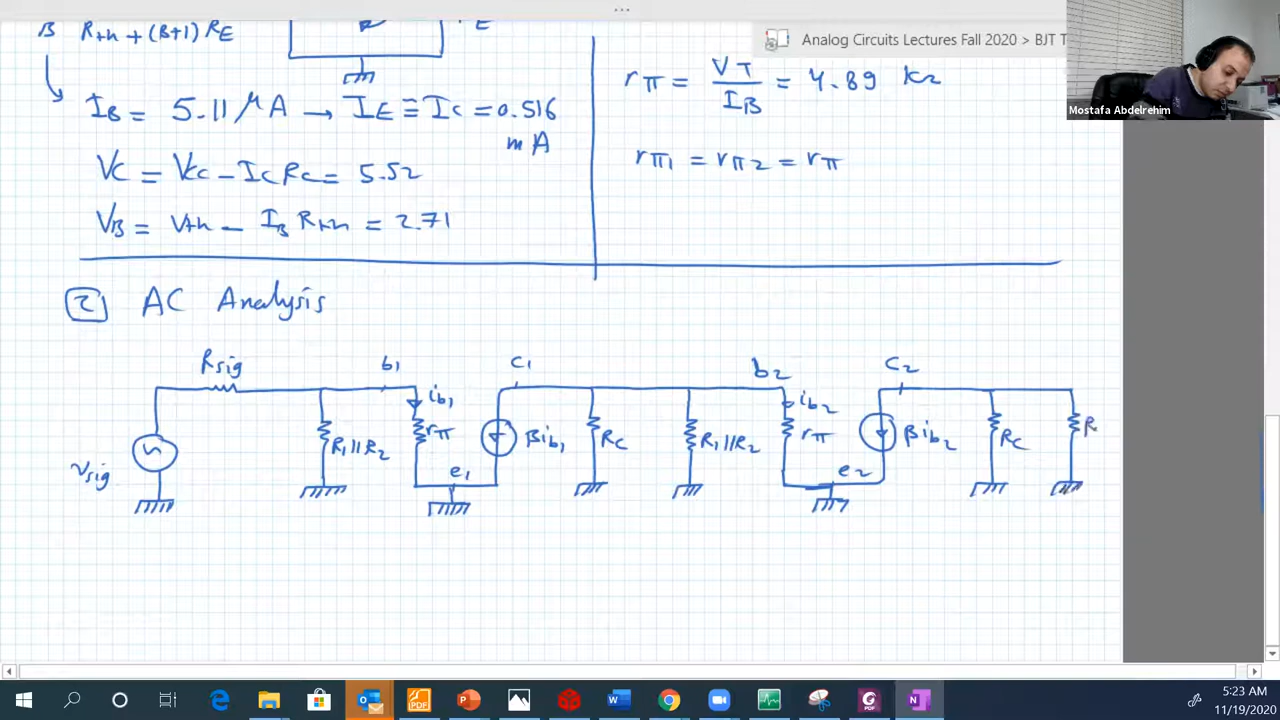 B R+h + (B+1) RE
E
IB = 5.11 μA → IE ≡ IC = 0.516
mA
VC = VCC - IC RC = 5.52
VB = V+h - IB R+h = 2.71
Analog Circuits Lectures Fall 2020 > BJT T
rπ = VT / IB = 4.89 kΩ
rπ1 = rπ2 = rπ
Mostafa Abdelrehim
2 AC Analysis
Rsig b1 c1 b2 c2
ib1 ib2
R1//R2 rπ βib1 RC R1//R2 rπ βib2 RC R
vsig e1 e2
5:23 AM
11/19/2020